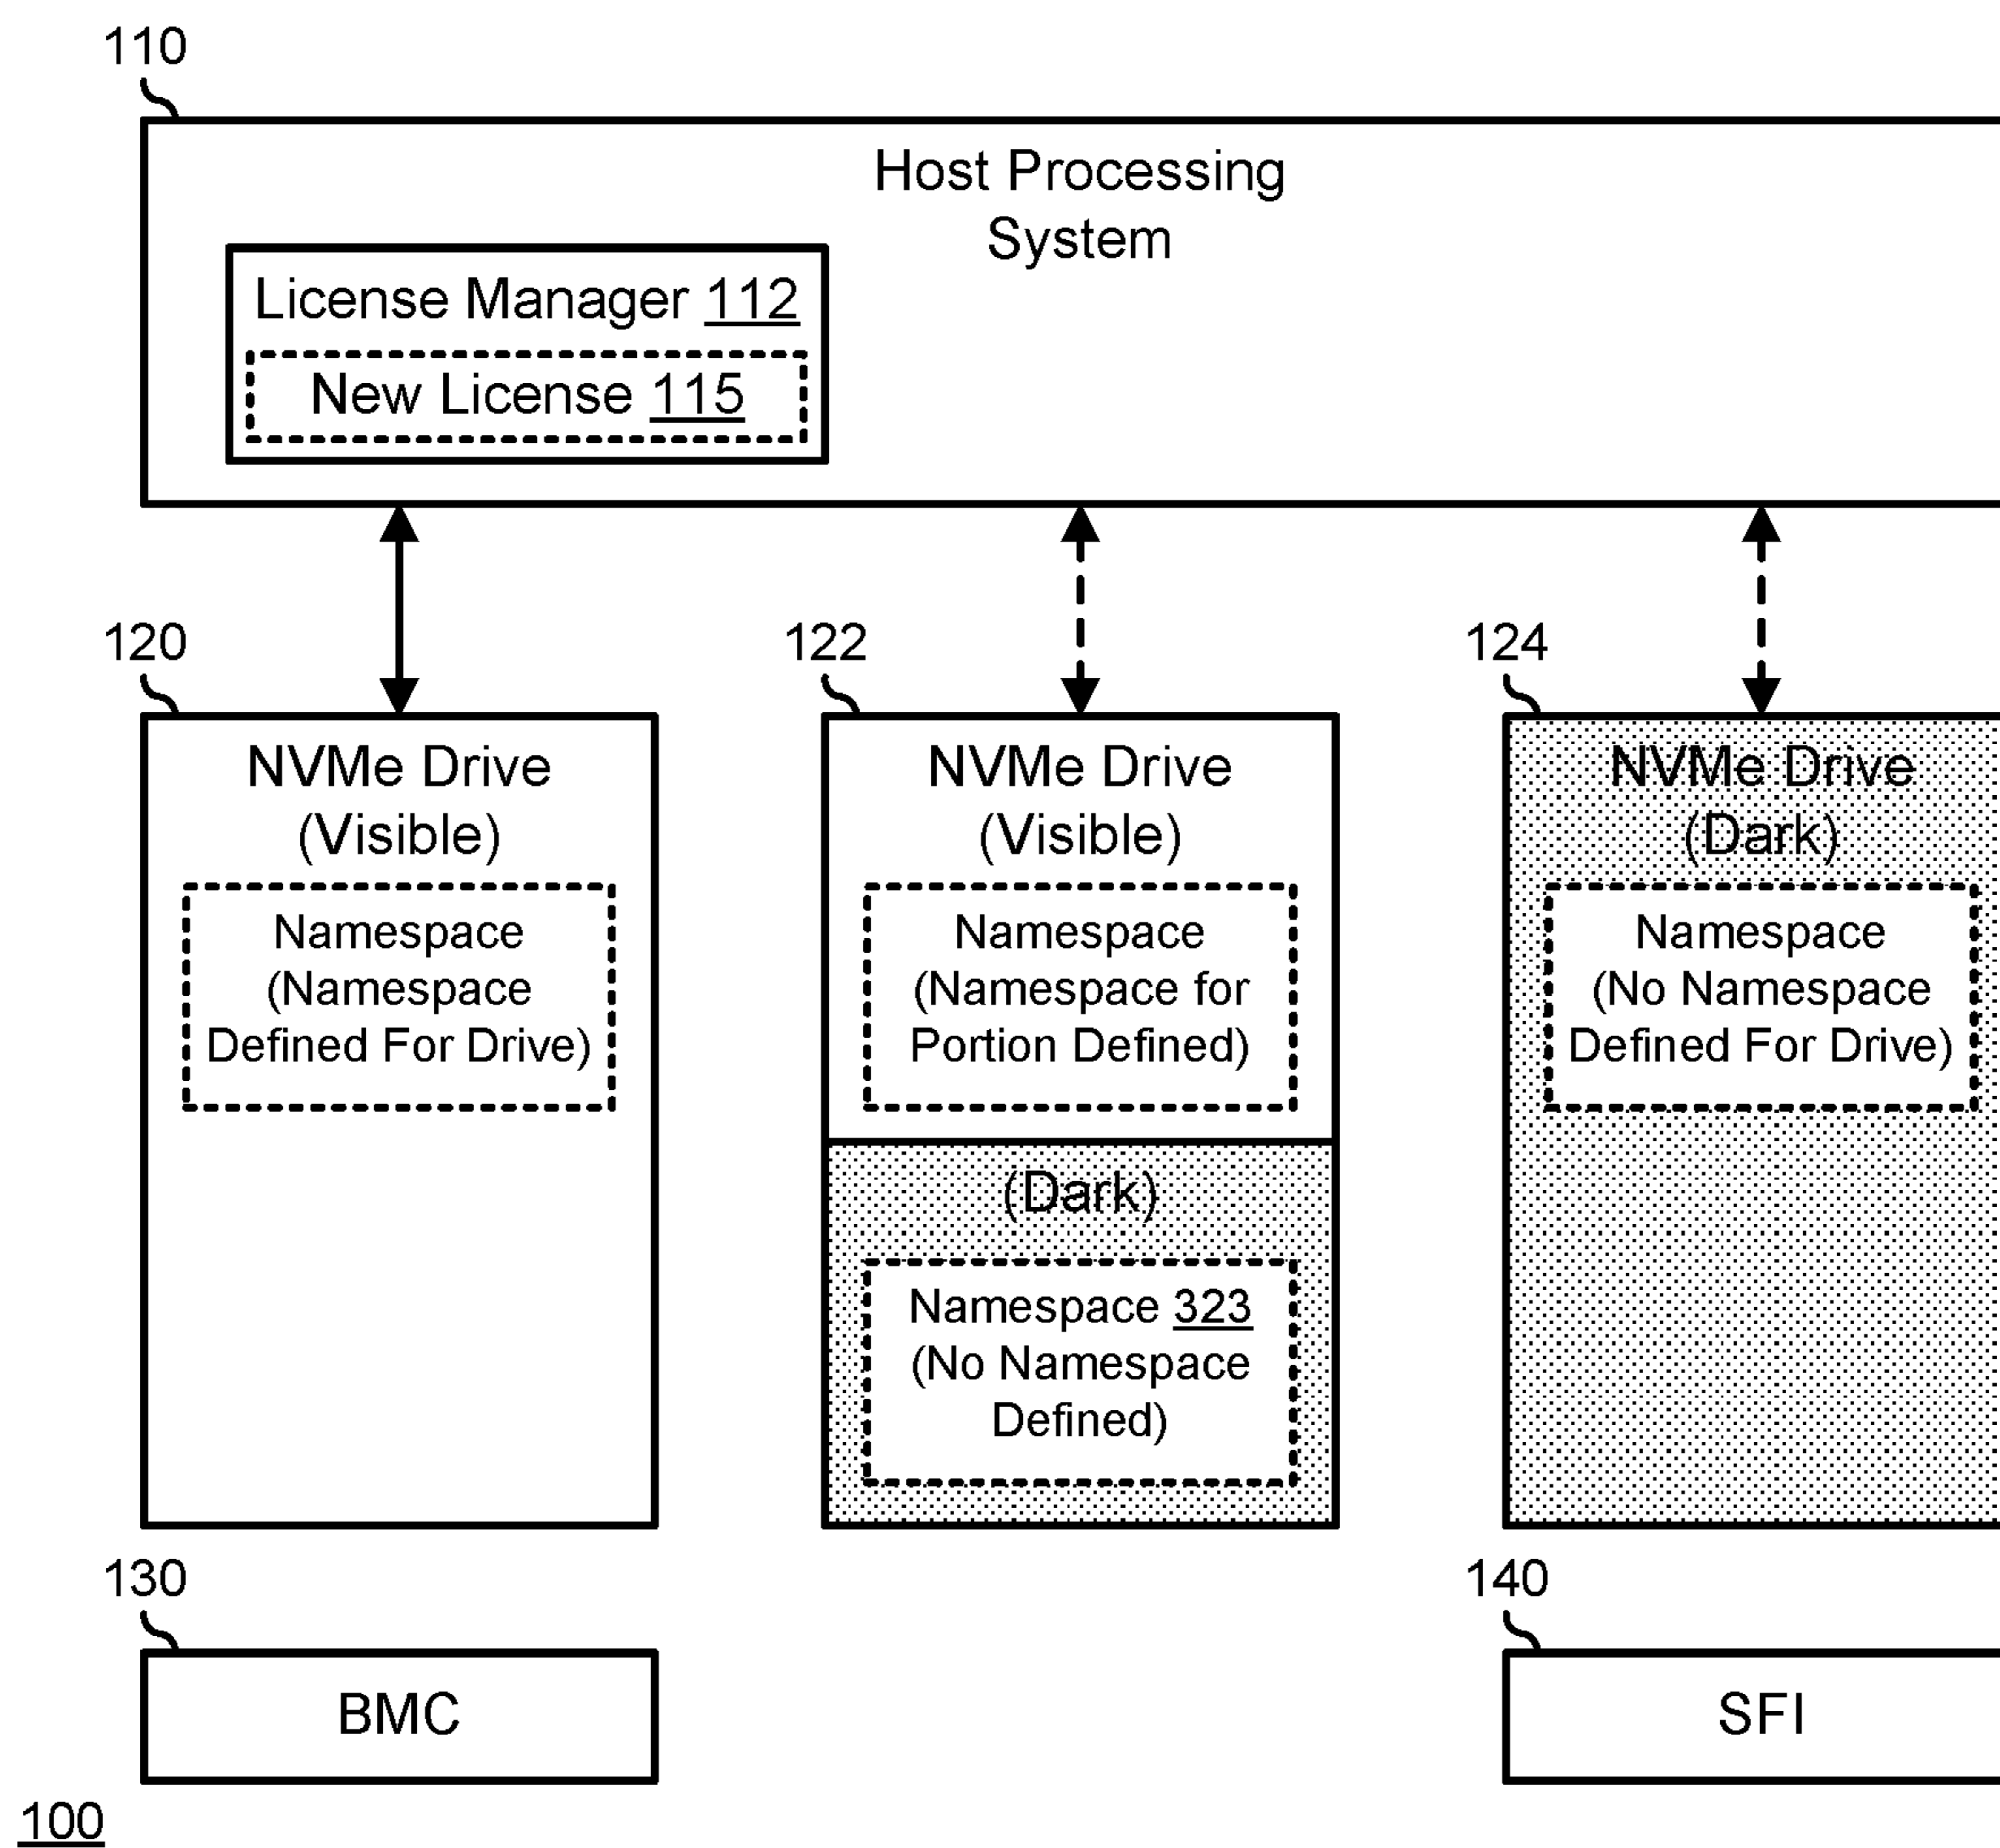 110
Host Processing
System
License Manager 112
New License 115
120
122
124
NVMe Drive
(Visible)
Namespace
(Namespace
Defined For Drive)
NVMe Drive
(Visible)
Namespace
(Namespace for
Portion Defined)
(Dark)
Namespace 323
(No Namespace
Defined)
NVMe Drive
(Dark)
Namespace
(No Namespace
Defined For Drive)
130
BMC
140
SFI
100